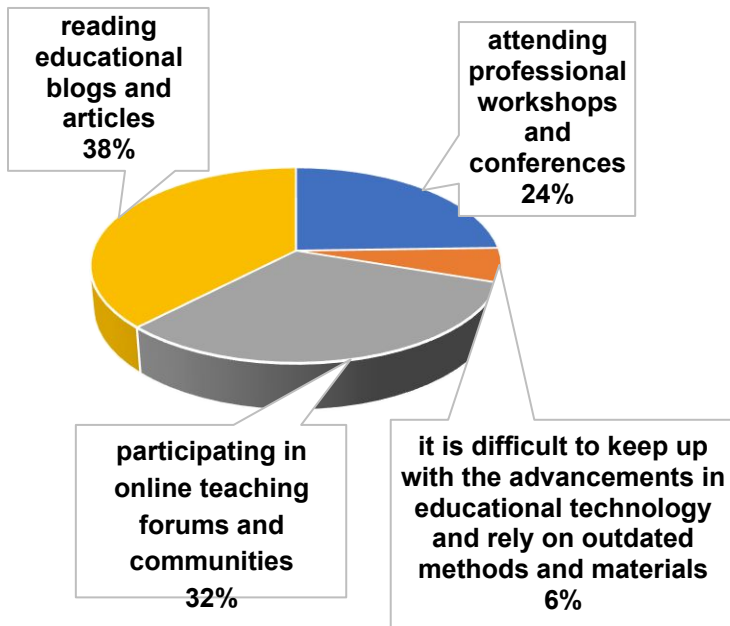 reading
educational
blogs and
articles
38%
attending
professional
workshops
and
conferences
24%
participating in
online teaching
forums and
communities
32%
it is difficult to keep up
with the advancements in
educational technology
and rely on outdated
methods and materials
6%